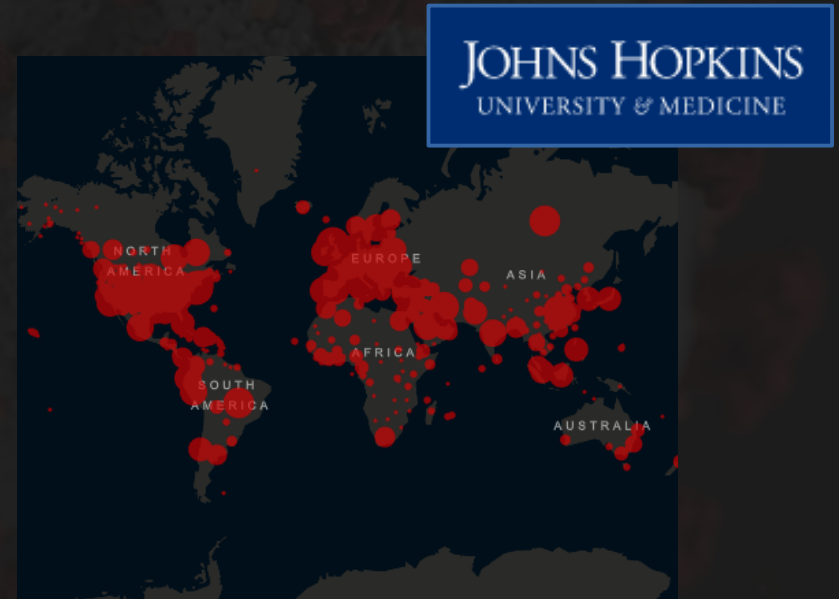 JOHNS HOPKINS
UNIVERSITY & MEDICINE
NORTH
AMERICA
EUROPE
ASIA
AFRICA
SOUTH
AMERICA
AUSTRALIA